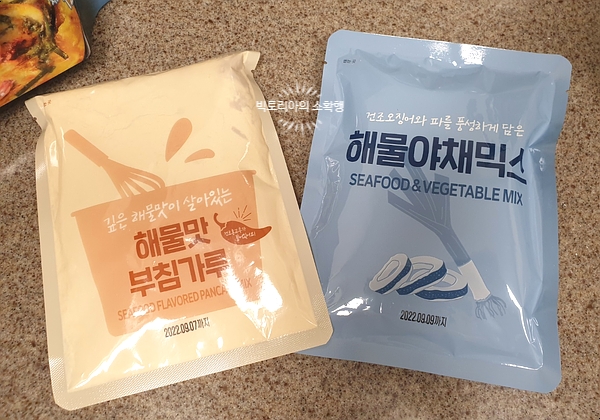 빅토리아의 소확행
깊은 해물맛이 살아있는
해물맛
부침가루
SEAFOOD FLAVORED PANCAKE MIX
2022.09.07까지
건조오징어와 파를 풍성하게 담은
해물야채믹스
SEAFOOD & VEGETABLE MIX
2022.09.09까지